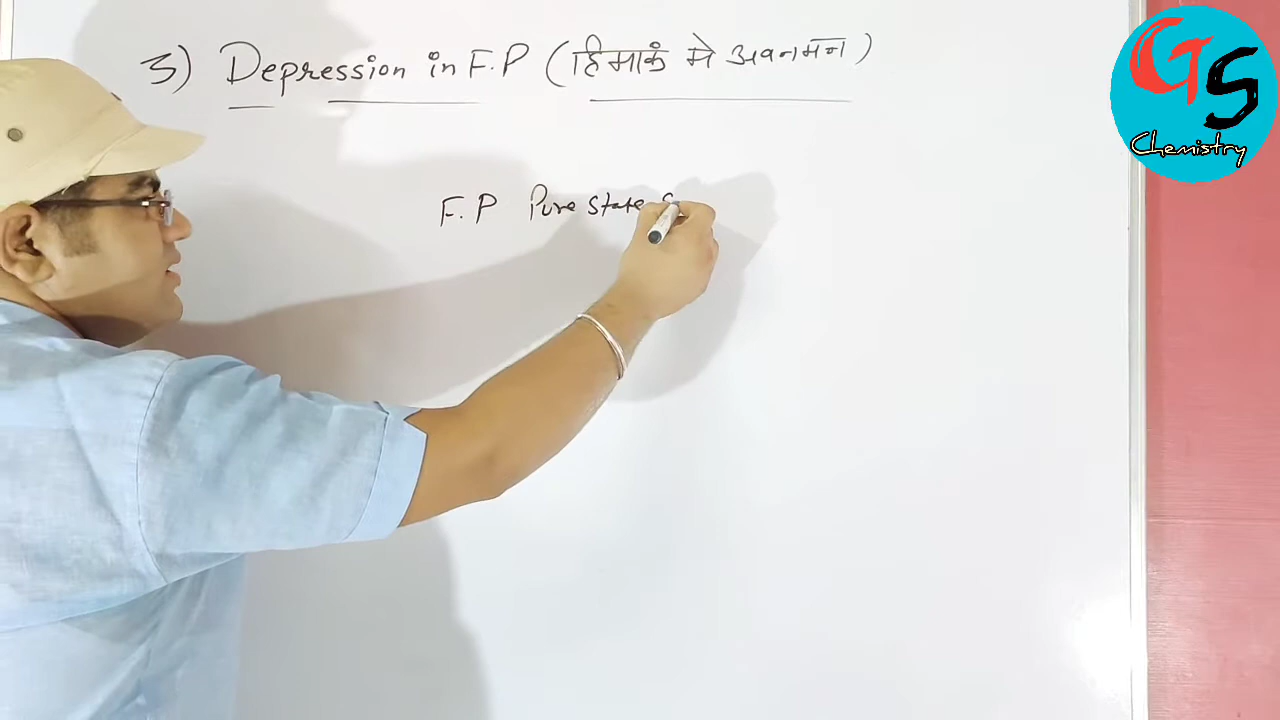 3) Depression in F.P (हिमाकं मे अवनमन)
F.P Pure state
GS
Chemistry